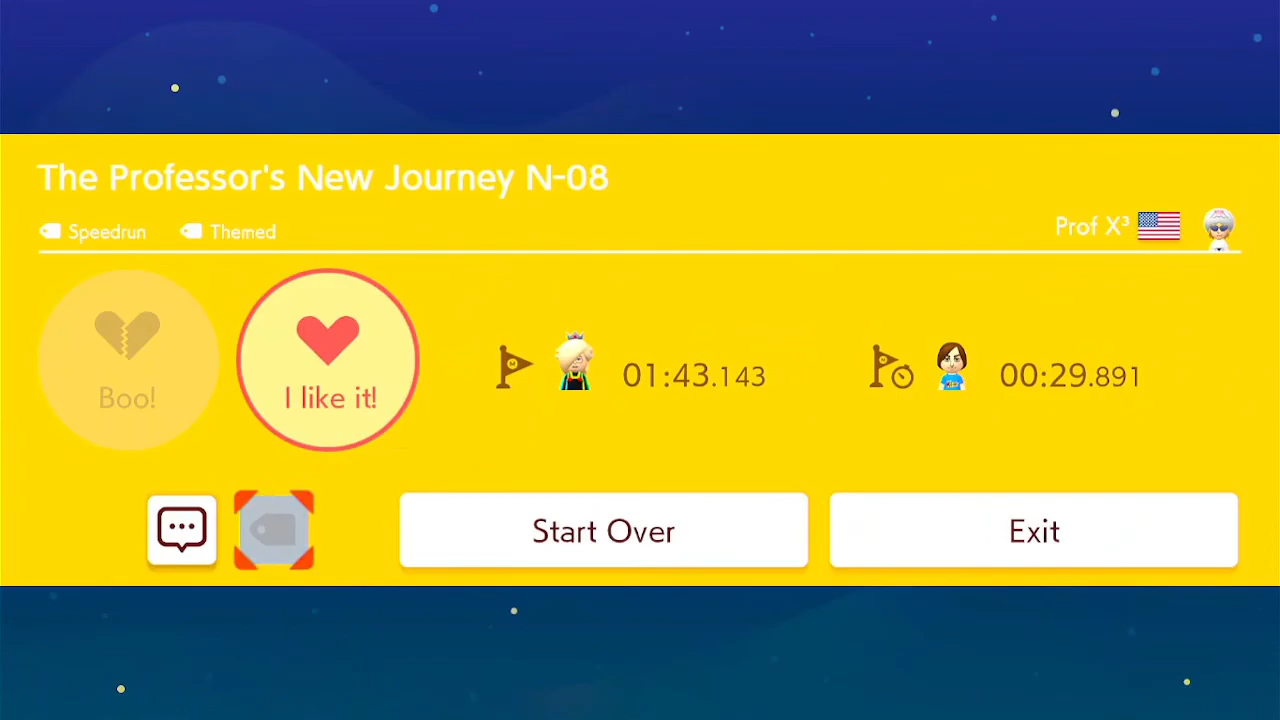 The Professor's New Journey N-08
Speedrun Themed
Prof X³
Boo!
I like it!
01:43.143
00:29.891
Start Over
Exit